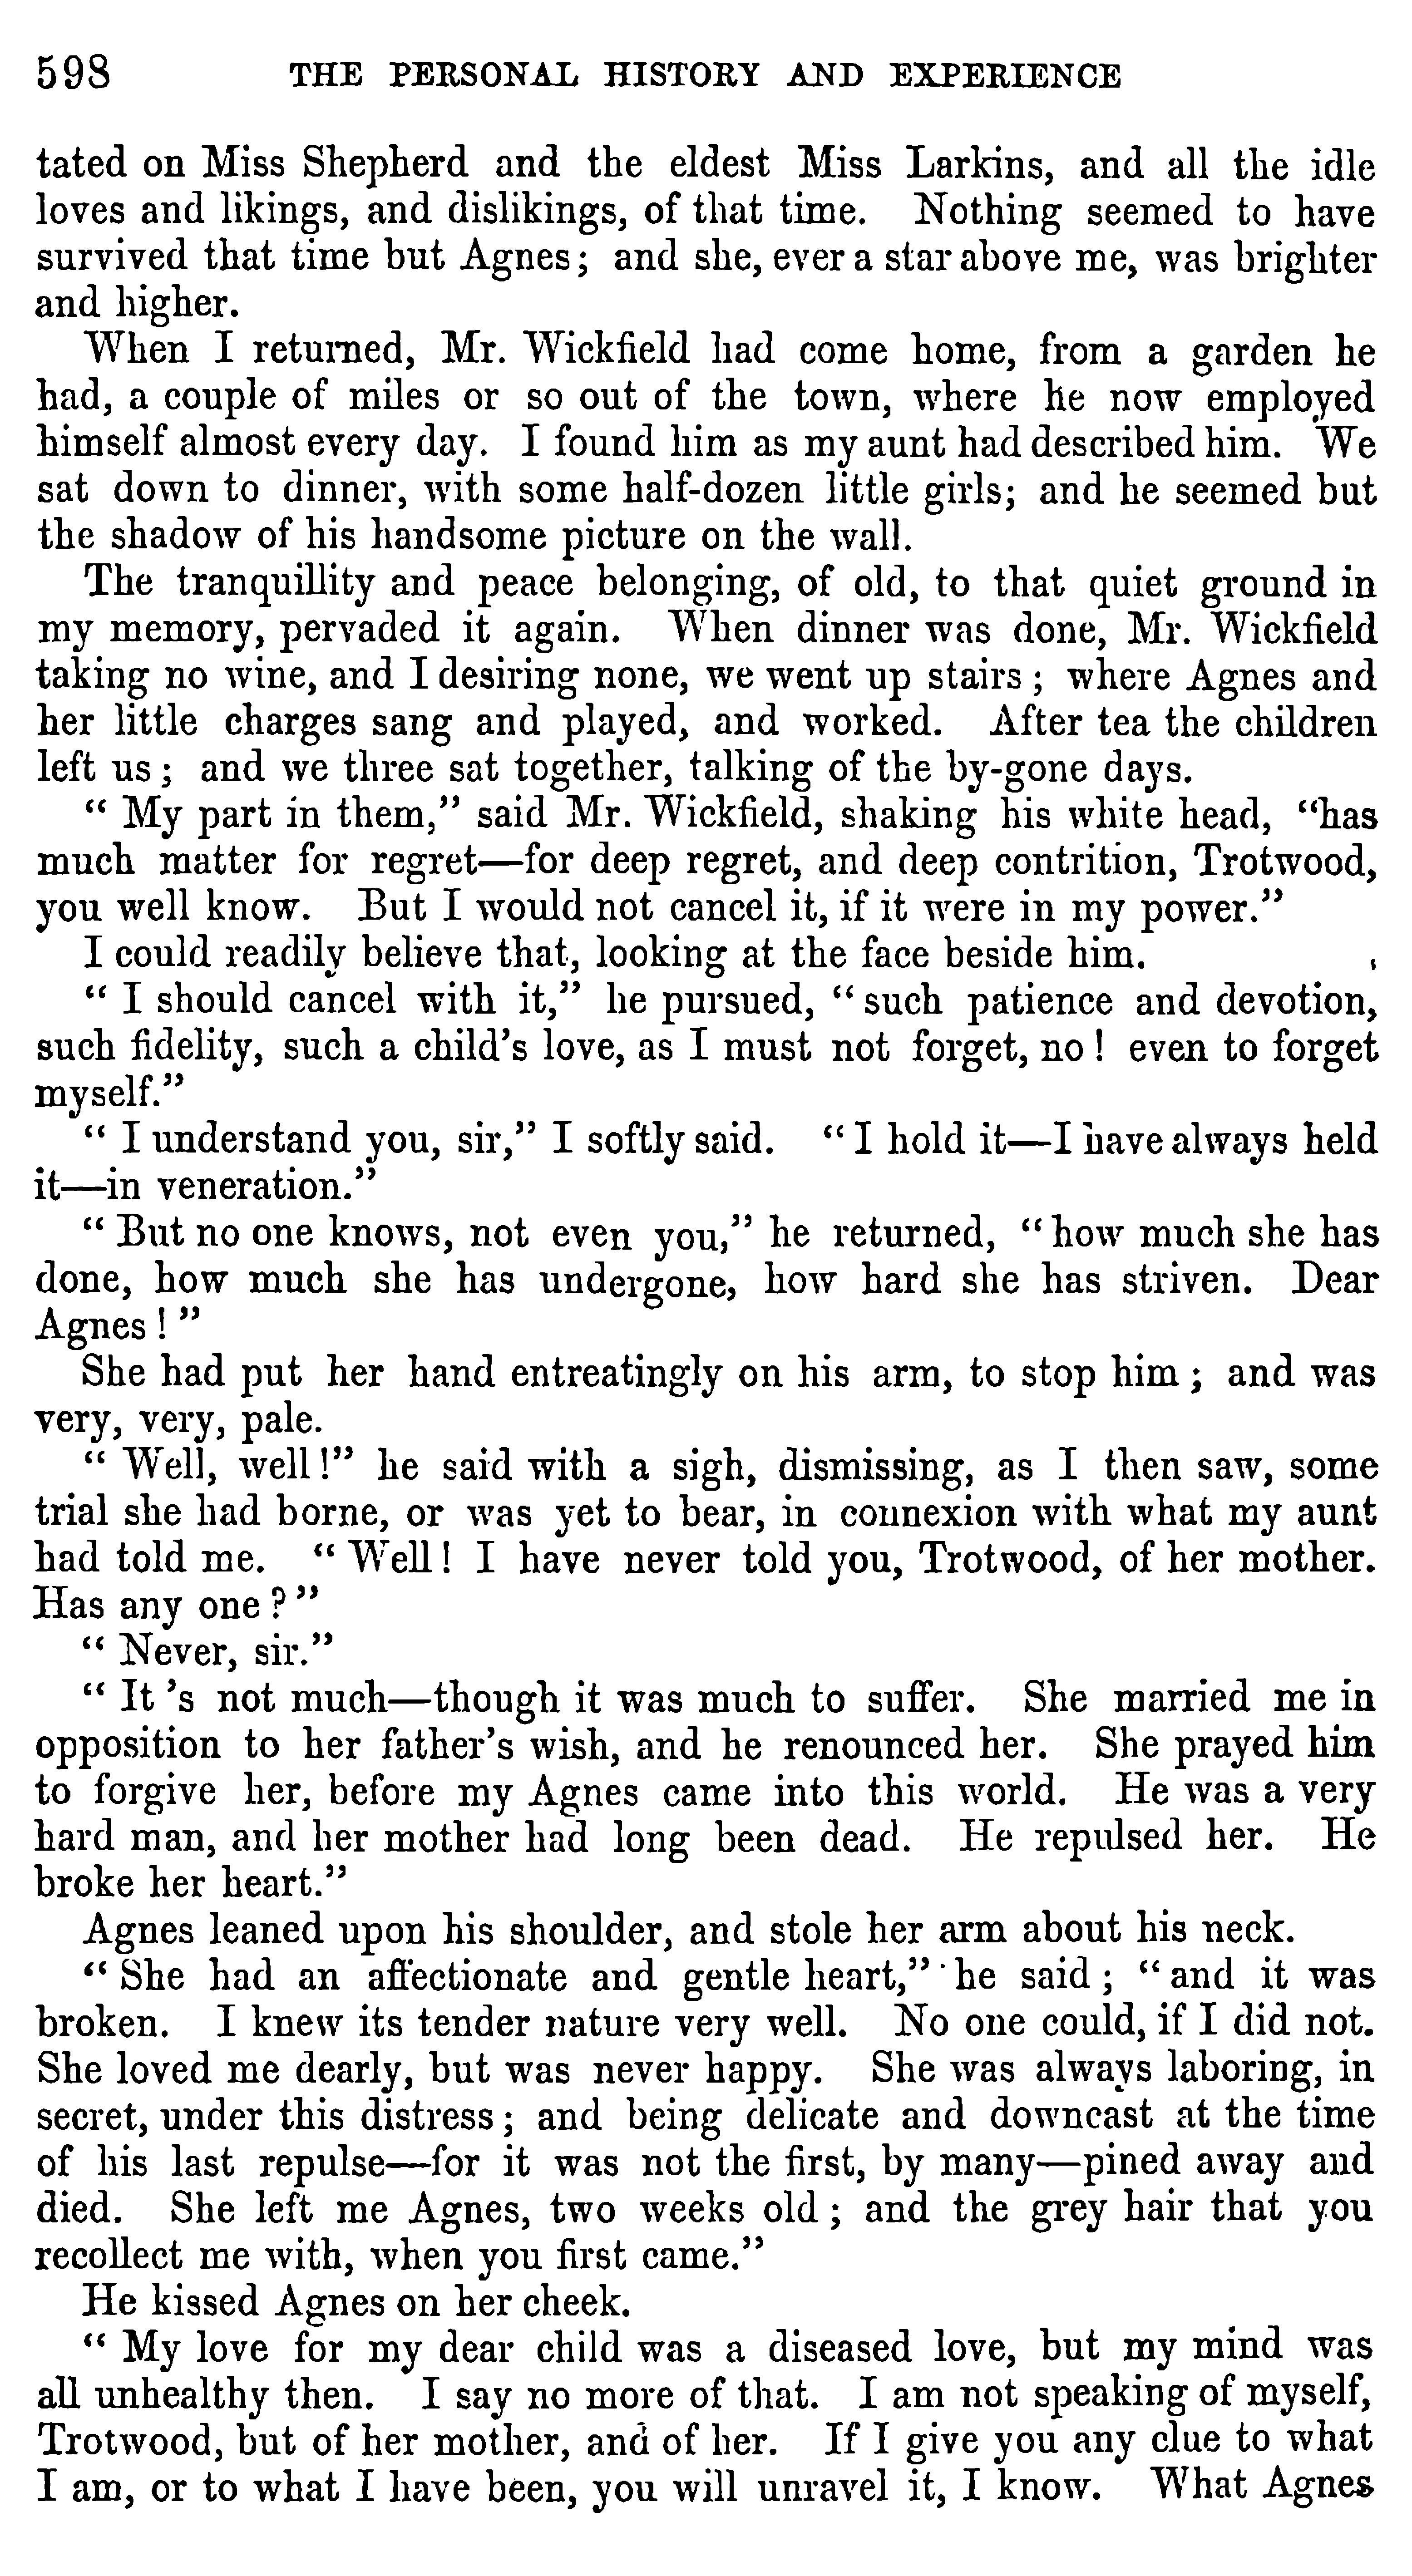 598 THE PERSONAL HISTORY AND EXPERIENCE
tated on Miss Shepherd and the eldest Miss Larkins, and all the idle
loves and likings, and dislikings, of that time. Nothing seemed to have
survived that time but Agnes; and she, ever a star above me, was brighter
and higher.
When I returned, Mr. Wickfield had come home, from a garden he
had, a couple of miles or so out of the town, where he now employed
himself almost every day. I found him as my aunt had described him. We
sat down to dinner, with some half-dozen little girls; and he seemed but
the shadow of his handsome picture on the wall.
The tranquillity and peace belonging, of old, to that quiet ground in
my memory, pervaded it again. When dinner was done, Mr. Wickfield
taking no wine, and I desiring none, we went up stairs; where Agnes and
her little charges sang and played, and worked. After tea the children
left us; and we three sat together, talking of the by-gone days.
"My part in them," said Mr. Wickfield, shaking his white head, "has
much matter for regret—for deep regret, and deep contrition, Trotwood,
you well know. But I would not cancel it, if it were in my power."
I could readily believe that, looking at the face beside him.
"I should cancel with it," he pursued, "such patience and devotion,
such fidelity, such a child's love, as I must not forget, no! even to forget
myself."
"I understand you, sir," I softly said. "I hold it—I have always held
it—in veneration."
"But no one knows, not even you," he returned, "how much she has
done, how much she has undergone, how hard she has striven. Dear
Agnes!"
She had put her hand entreatingly on his arm, to stop him; and was
very, very, pale.
"Well, well!" he said with a sigh, dismissing, as I then saw, some
trial she had borne, or was yet to bear, in connexion with what my aunt
had told me. "Well! I have never told you, Trotwood, of her mother.
Has any one?"
"Never, sir."
"It 's not much—though it was much to suffer. She married me in
opposition to her father's wish, and he renounced her. She prayed him
to forgive her, before my Agnes came into this world. He was a very
hard man, and her mother had long been dead. He repulsed her. He
broke her heart."
Agnes leaned upon his shoulder, and stole her arm about his neck.
"She had an affectionate and gentle heart," he said; "and it was
broken. I knew its tender nature very well. No one could, if I did not.
She loved me dearly, but was never happy. She was always laboring, in
secret, under this distress; and being delicate and downcast at the time
of his last repulse—for it was not the first, by many—pined away and
died. She left me Agnes, two weeks old; and the grey hair that you
recollect me with, when you first came."
He kissed Agnes on her cheek.
"My love for my dear child was a diseased love, but my mind was
all unhealthy then. I say no more of that. I am not speaking of myself,
Trotwood, but of her mother, and of her. If I give you any clue to what
I am, or to what I have been, you will unravel it, I know. What Agnes